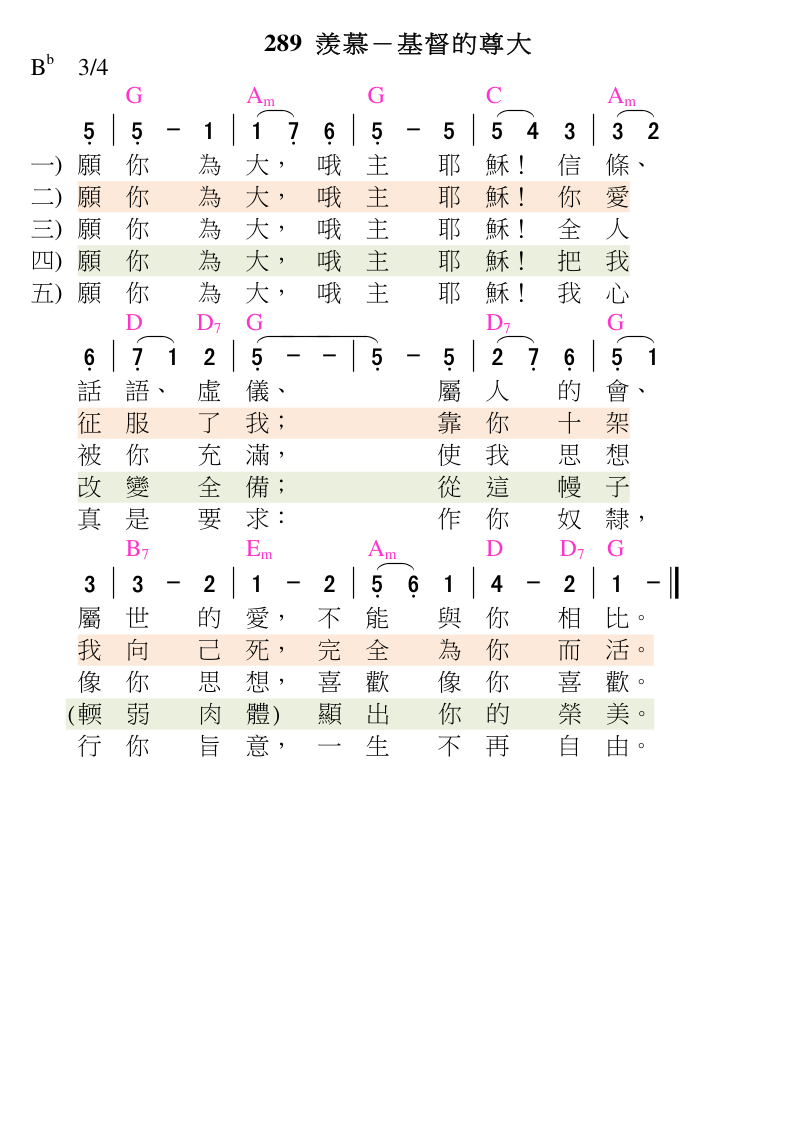 289 羨慕－基督的尊大
Bb 3/4
G Am G C Am
5 | 5 - 1 | 1 7 6 | 5 - 5 | 5 4 3 | 3 2
一) 願 你 為 大， 哦 主 耶 穌！ 信 條、
二) 願 你 為 大， 哦 主 耶 穌！ 你 愛
三) 願 你 為 大， 哦 主 耶 穌！ 全 人
四) 願 你 為 大， 哦 主 耶 穌！ 把 我
五) 願 你 為 大， 哦 主 耶 穌！ 我 心
D D7 G D7 G
6 | 7 1 2 | 5 - - | 5 - 5 | 2 7 6 | 5 1
話 語、 虛 儀、 屬 人 的 會、
征 服 了 我； 靠 你 十 架
被 你 充 滿， 使 我 思 想
改 變 全 備； 從 這 幔 子
真 是 要 求： 作 你 奴 隸，
B7 Em Am D D7 G
3 | 3 - 2 | 1 - 2 | 5 6 1 | 4 - 2 | 1 - ‖
屬 世 的 愛， 不 能 與 你 相 比。
我 向 己 死， 完 全 為 你 而 活。
像 你 思 想， 喜 歡 像 你 喜 歡。
(輭 弱 肉 體) 顯 出 你 的 榮 美。
行 你 旨 意， 一 生 不 再 自 由。